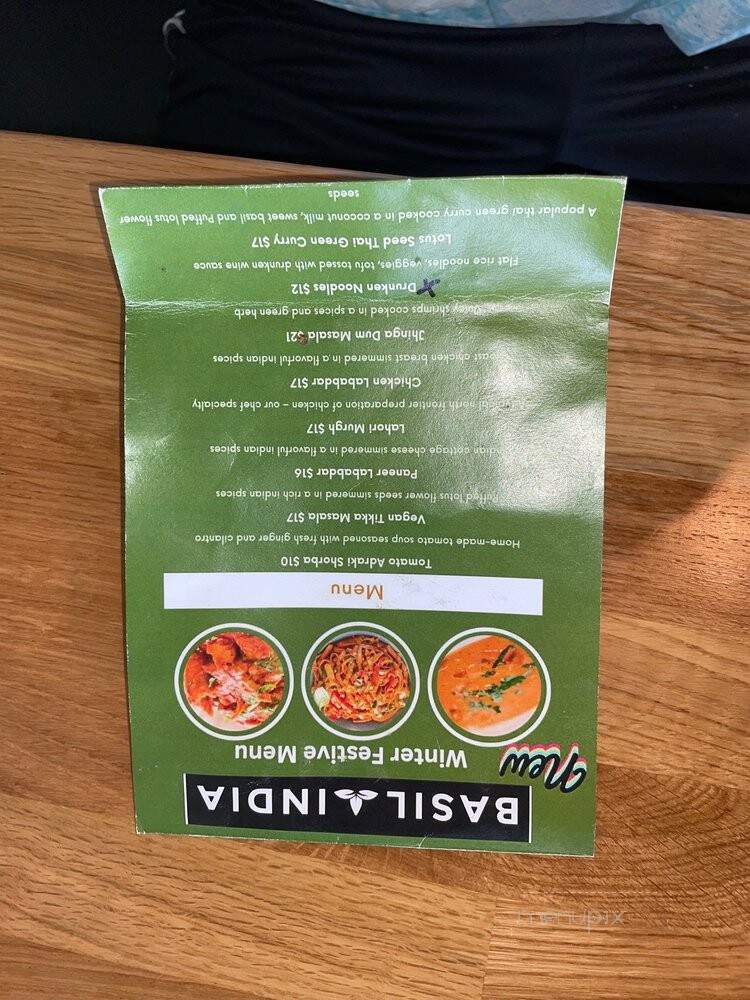 BASIL INDIA
New
Winter Festive Menu
Menu
Tomato Adraki Shorba $10
Home-made tomato soup seasoned with fresh ginger and cilantro
Vegan Tikka Masala $17
Puffed lotus flower seeds simmered in a rich indian spices
Paneer Lababdar $16
Indian cottage cheese simmered in a flavorful indian spices
Lahori Murgh $17
north frontier preparation of chicken – our chef specialty
Chicken Lababdar $17
chicken breast simmered in a flavorful indian spices
Jhinga Dum Masala $21
shrimps cooked in a spices and green herb
Drunken Noodles $12
Flat rice noodles, veggies, tofu tossed with drunken wine sauce
Lotus Seed Thai Green Curry $17
A popular thai green curry cooked in a coconut milk, sweet basil and Puffed lotus flower
seeds
menupix